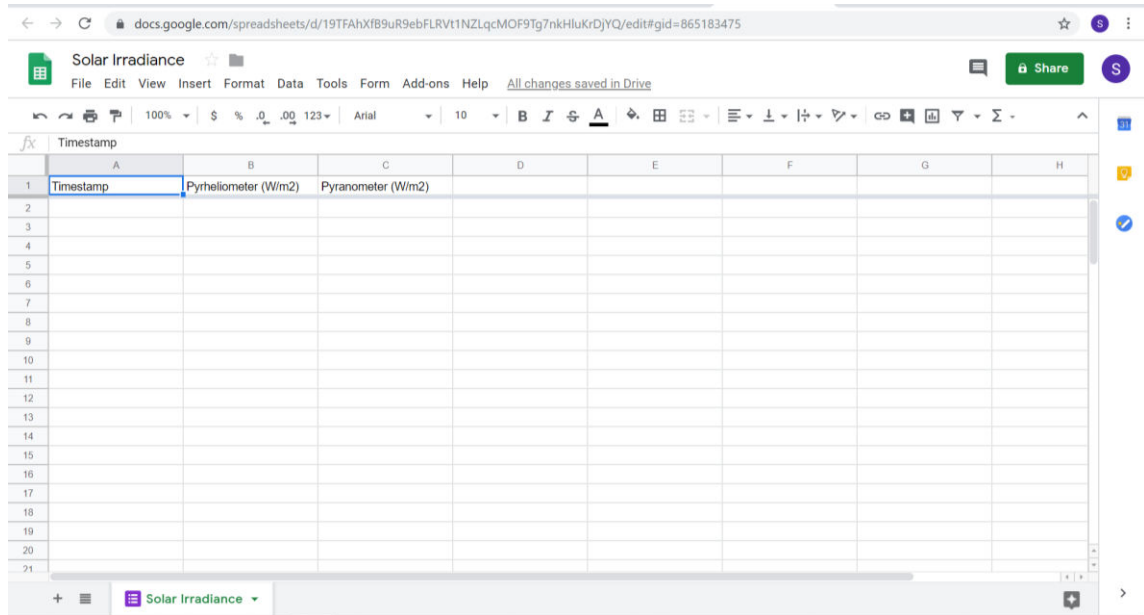 docs.google.com/spreadsheets/d/19TFAhXfB9uR9ebFLRVt1NZLqcMOF9Tg7nkHluKrDjYQ/edit#gid=865183475
S
Solar Irradiance
File Edit View Insert Format Data Tools Form Add-ons Help All changes saved in Drive
Share
S
100% $ % .0 .00 123 Arial 10 B I S A
31
fx Timestamp
A B C D E F G H
1 Timestamp Pyrheliometer (W/m2) Pyranometer (W/m2)
2
3
4
5
6
7
8
9
10
11
12
13
14
15
16
17
18
19
20
21
Solar Irradiance